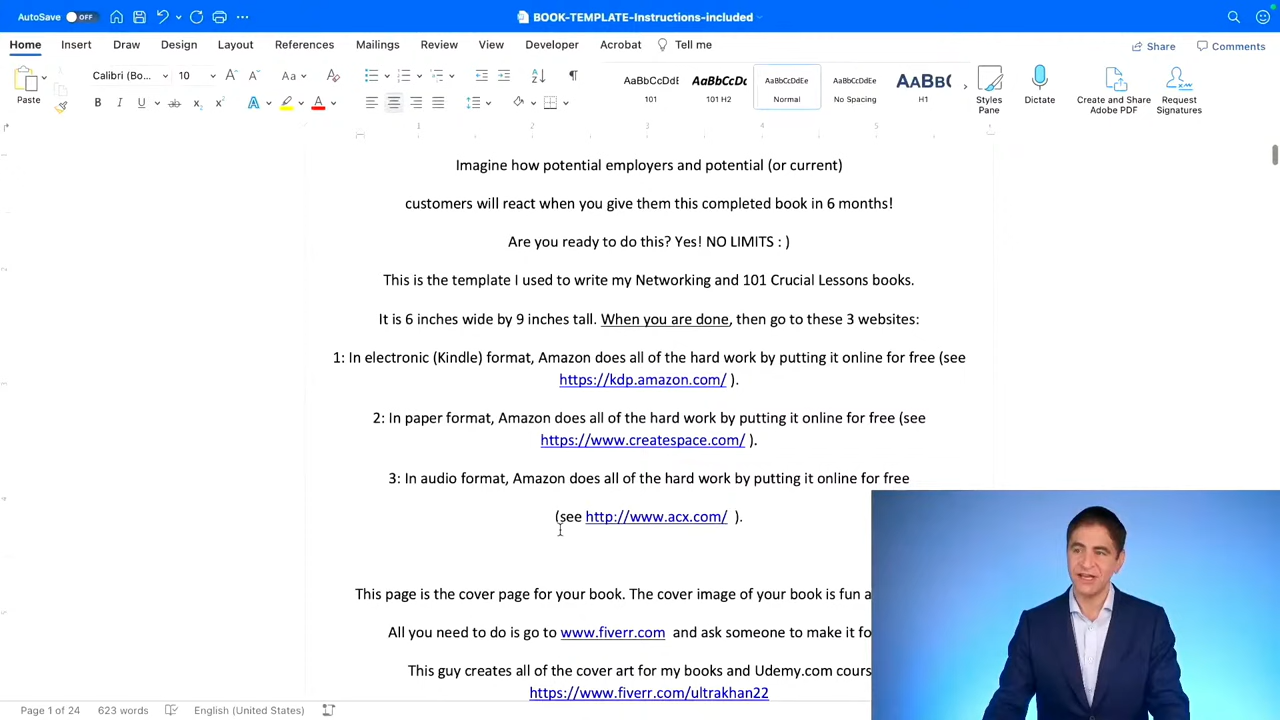 AutoSave OFF BOOK-TEMPLATE-Instructions-included
Home Insert Draw Design Layout References Mailings Review View Developer Acrobat Tell me Share Comments
Calibri (Bo... 10
Paste
AaBbCcDdE AaBbCcDc AaBbCcDdEe AaBbCcDdEe AaBbC
101 101 H2 Normal No Spacing H1
Styles Pane
Dictate
Create and Share Adobe PDF
Request Signatures
1 2 3 4 5
Imagine how potential employers and potential (or current)
customers will react when you give them this completed book in 6 months!
Are you ready to do this? Yes! NO LIMITS : )
This is the template I used to write my Networking and 101 Crucial Lessons books.
It is 6 inches wide by 9 inches tall. When you are done, then go to these 3 websites:
1: In electronic (Kindle) format, Amazon does all of the hard work by putting it online for free (see
https://kdp.amazon.com/ ).
2: In paper format, Amazon does all of the hard work by putting it online for free (see
https://www.createspace.com/ ).
3: In audio format, Amazon does all of the hard work by putting it online for free
(see http://www.acx.com/ ).
This page is the cover page for your book. The cover image of your book is fun a
All you need to do is go to www.fiverr.com and ask someone to make it fo
This guy creates all of the cover art for my books and Udemy.com cours
https://www.fiverr.com/ultrakhan22
Page 1 of 24 623 words English (United States)